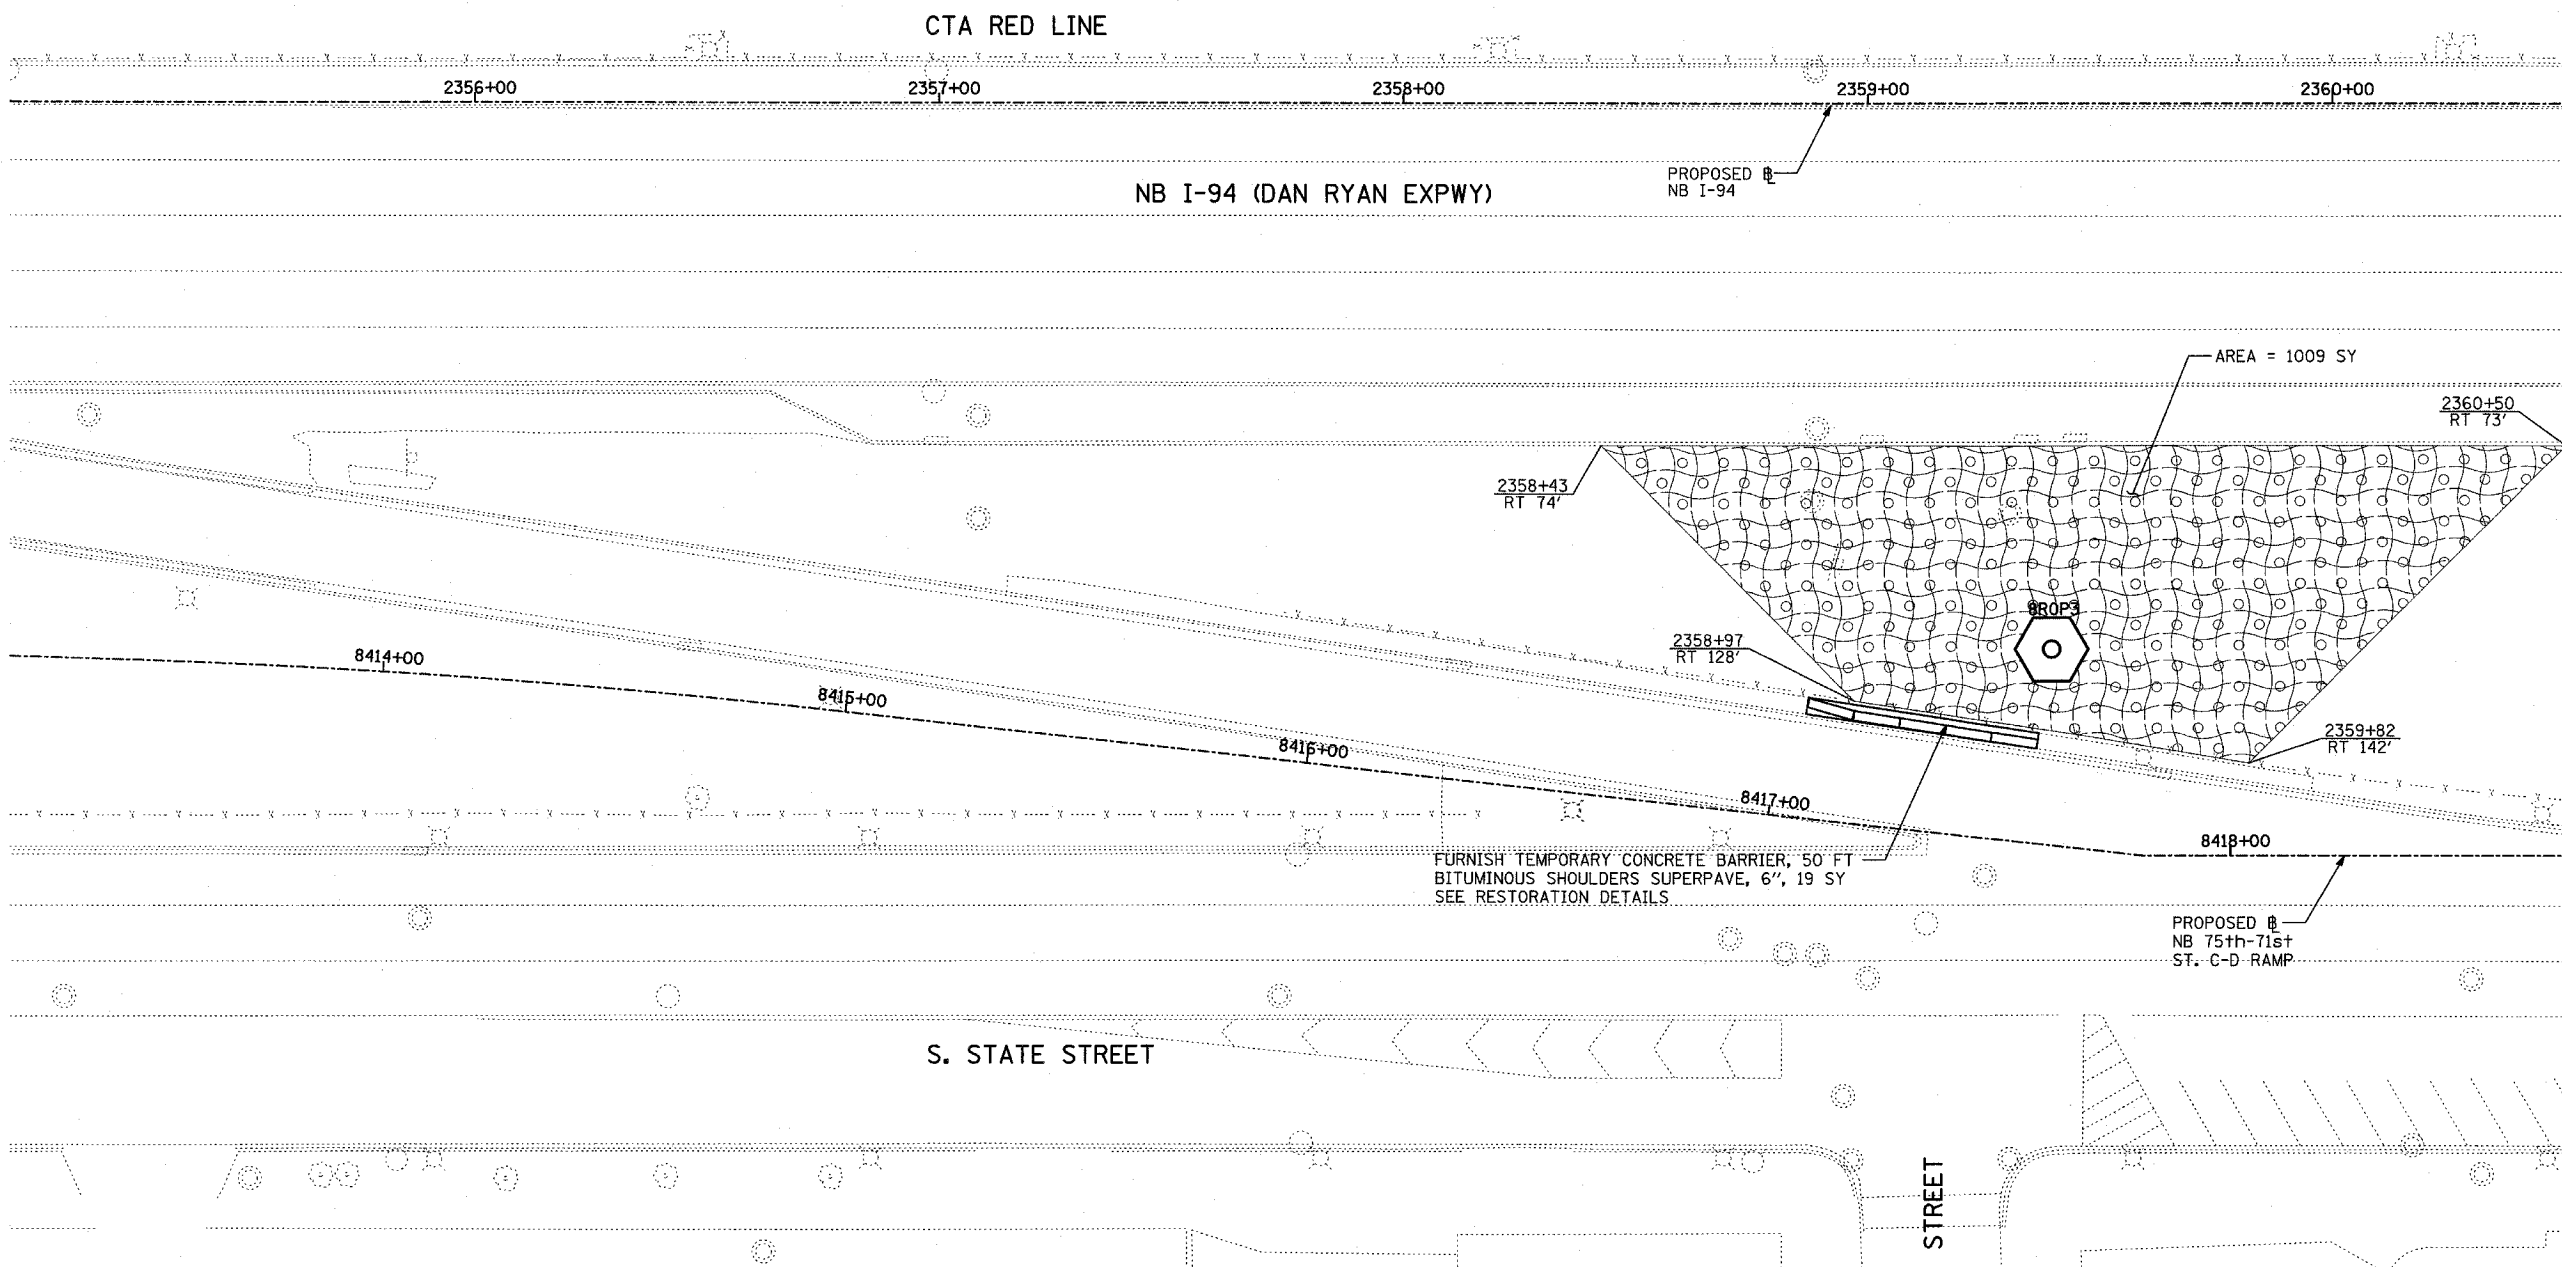 CTA RED LINE
2356+00
2357+00
2358+00
2359+00
2360+00
PROPOSED ℄
NB I-94
NB I-94 (DAN RYAN EXPWY)
AREA = 1009 SY
2360+50
RT 73'
2358+43
RT 74'
8ROP3
2358+97
RT 128'
8414+00
8415+00
8416+00
8417+00
8418+00
2359+82
RT 142'
FURNISH TEMPORARY CONCRETE BARRIER, 50 FT
BITUMINOUS SHOULDERS SUPERPAVE, 6", 19 SY
SEE RESTORATION DETAILS
PROPOSED ℄
NB 75th-71st
ST. C-D RAMP
S. STATE STREET
STREET